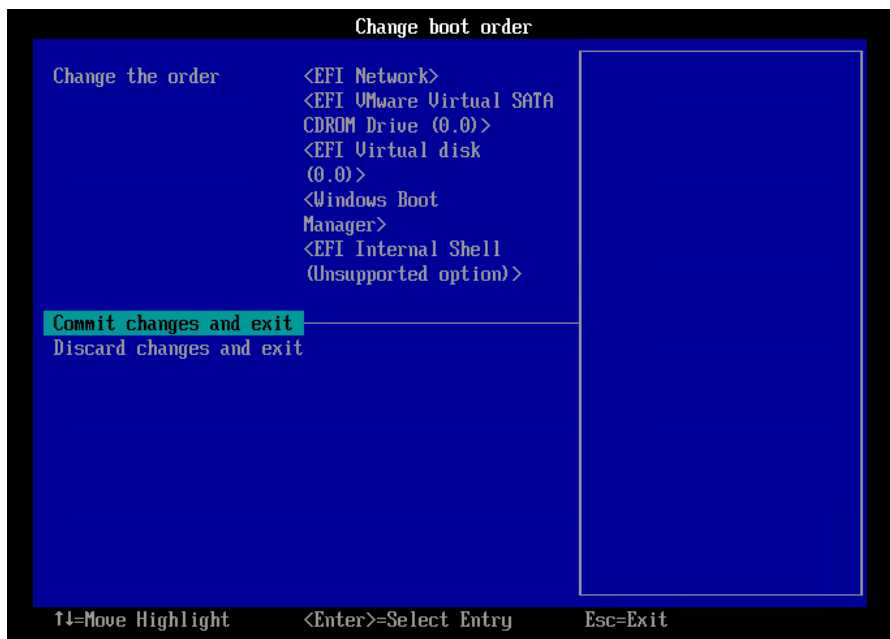 Change boot order
Change the order <EFI Network>
<EFI VMware Virtual SATA
CDROM Drive (0.0)>
<EFI Virtual disk
(0.0)>
<Windows Boot
Manager>
<EFI Internal Shell
(Unsupported option)>
Commit changes and exit
Discard changes and exit
↑↓=Move Highlight <Enter>=Select Entry Esc=Exit